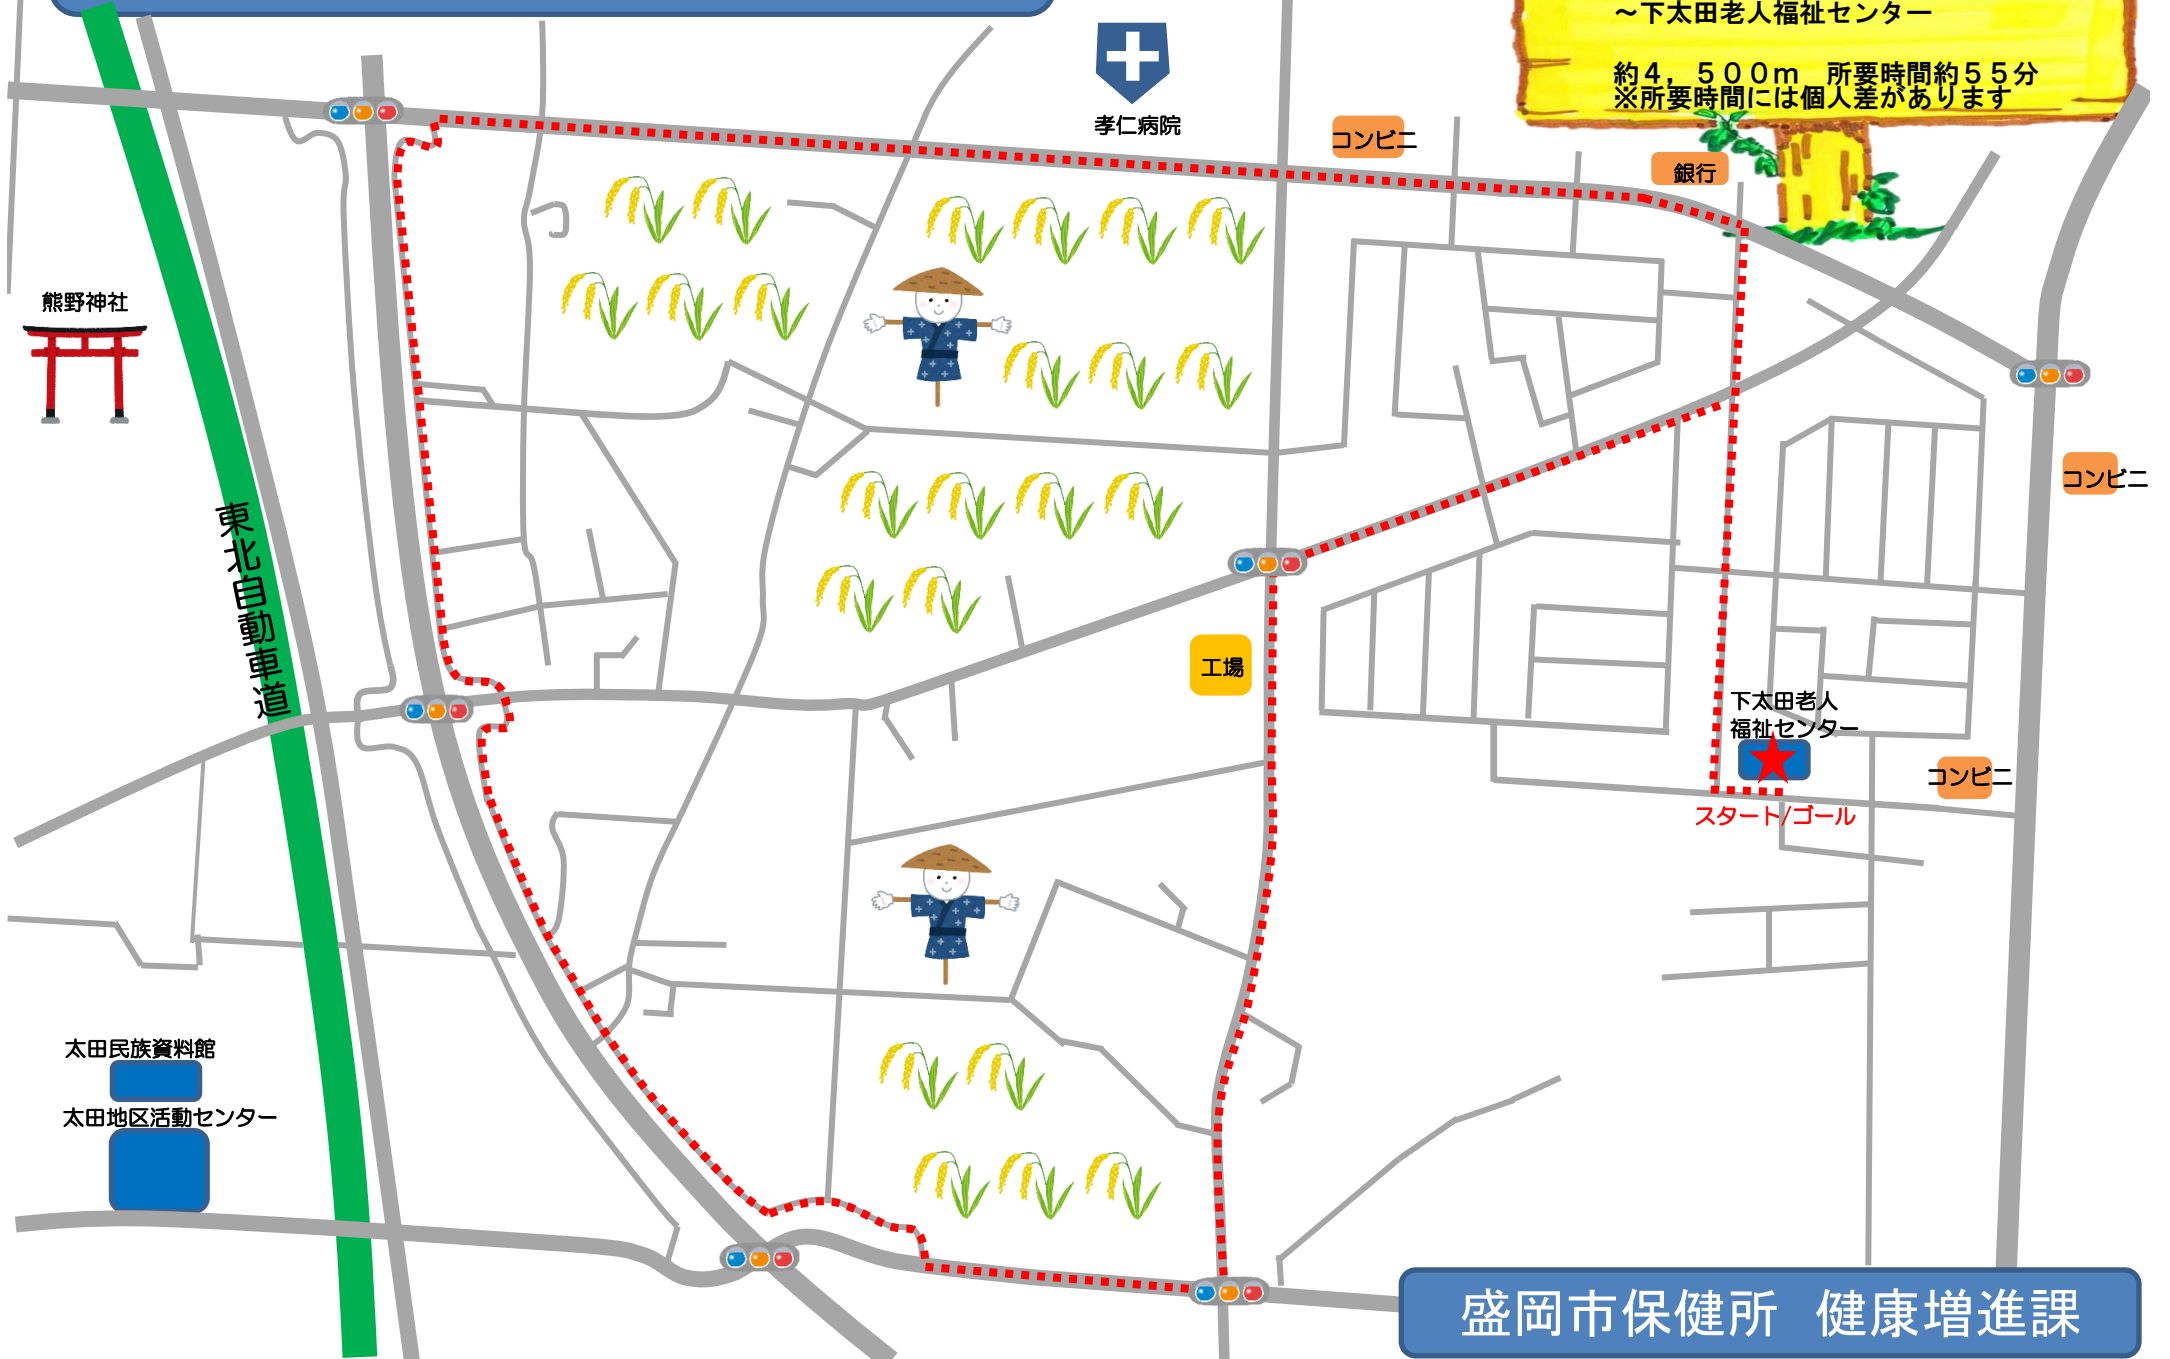 ～下太田老人福祉センター
約４，５００ｍ　所要時間約５５分
※所要時間には個人差があります
孝仁病院
コンビニ
銀行
熊野神社
コンビニ
東北自動車道
工場
下太田老人
福祉センター
コンビニ
スタート/ゴール
太田民族資料館
太田地区活動センター
盛岡市保健所　健康増進課